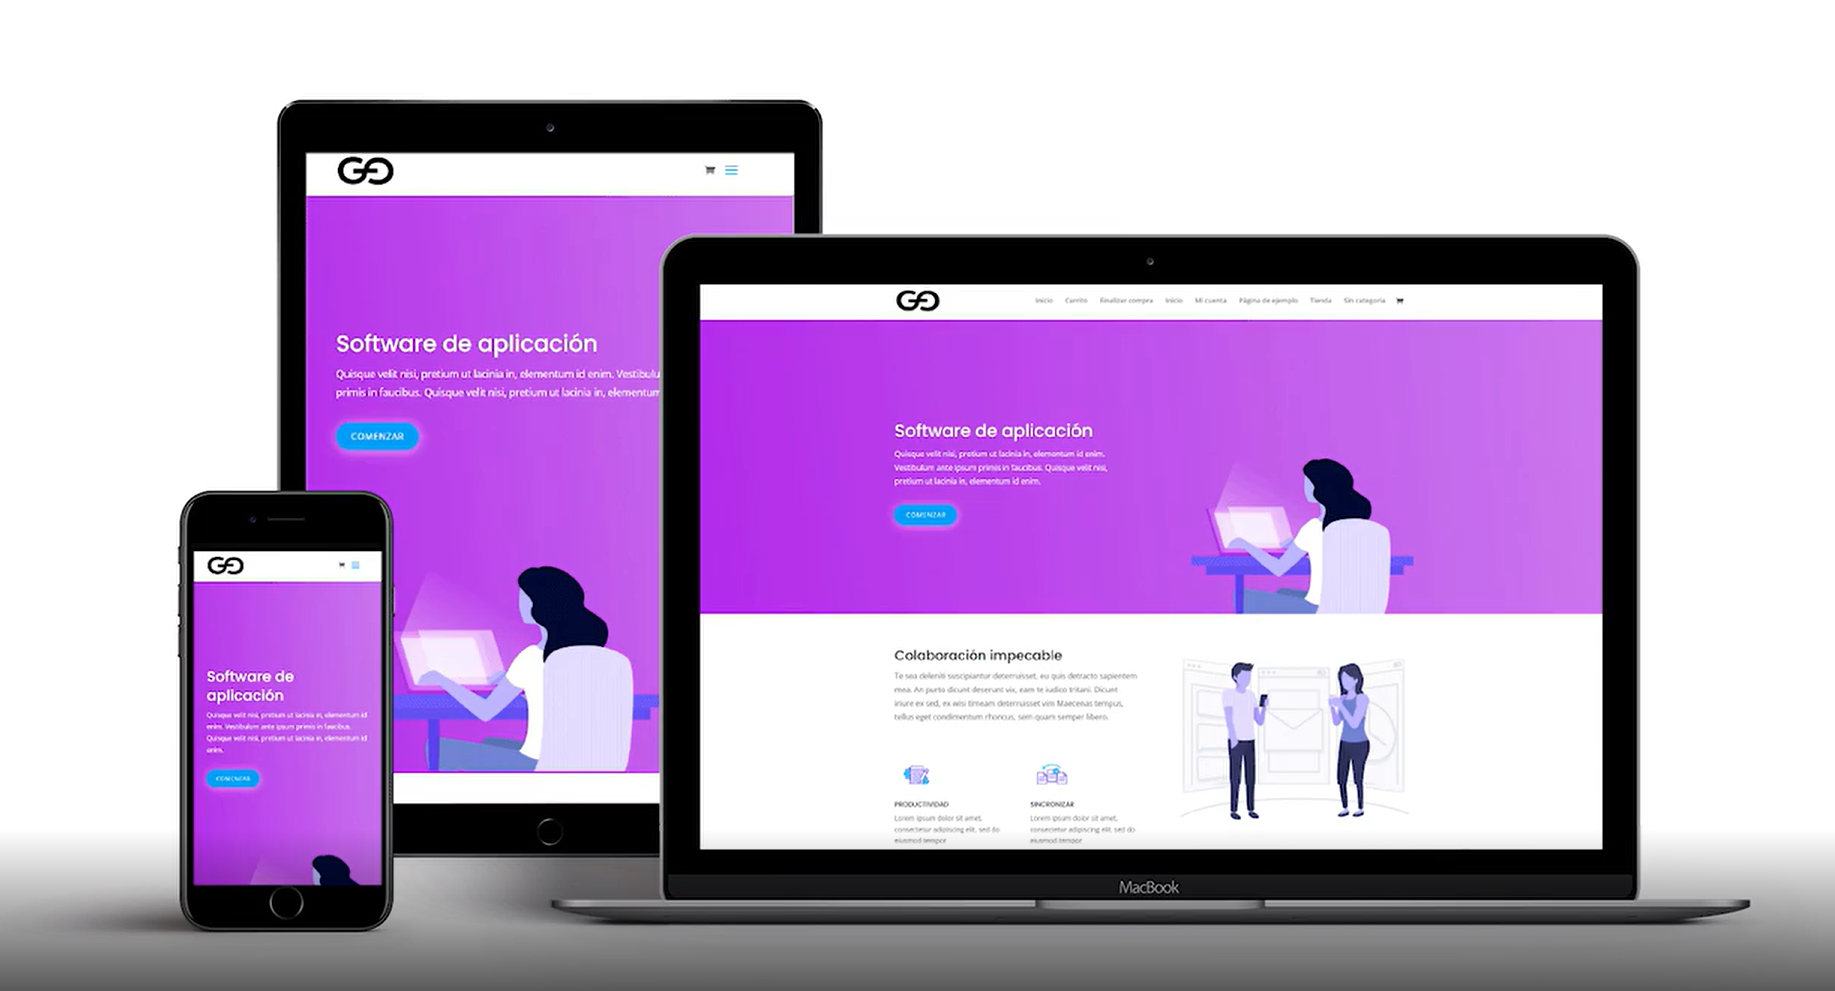 GG
Software de aplicación
Quisque velit nisi, pretium ut lacinia in, elementum id enim. Vestibulu
primis in faucibus. Quisque velit nisi, pretium ut lacinia in, elementum
COMENZAR
GG
Software de
aplicación
Quisque velit nisi, pretium ut lacinia in, elementum id
enim. Vestibulum ante ipsum primis in faucibus.
Quisque velit nisi, pretium ut lacinia in, elementum id
enim.
COMENZAR
GG
Inicio Carrito Finalizar compra Inicio Mi cuenta Página de ejemplo Tienda Sin categoría
Software de aplicación
Quisque velit nisi, pretium ut lacinia in, elementum id enim.
Vestibulum ante ipsum primis in faucibus. Quisque velit nisi,
pretium ut lacinia in, elementum id enim.
COMENZAR
Colaboración impecable
Te sea deleniti suscipiantur deternaisset, eu quis detracto sapientem
mea. An purto dicunt deserunt vix, eam te iudico tritani. Dicunt
iriure ex sed, ex wisi timeam deternaisset vim Maecenas tempus,
tellus eget condimentum rhoncus, sem quam semper libero.
PRODUCTIVIDAD
Lorem ipsum dolor sit amet,
consectetur adipiscing elit, sed do
eiusmod tempor
SINCRONIZAR
Lorem ipsum dolor sit amet,
consectetur adipiscing elit, sed do
eiusmod tempor
MacBook